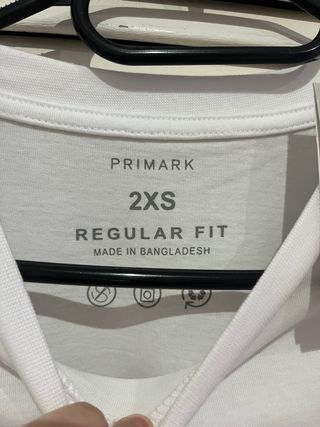 PRIMARK
2XS
REGULAR FIT
MADE IN BANGLADESH